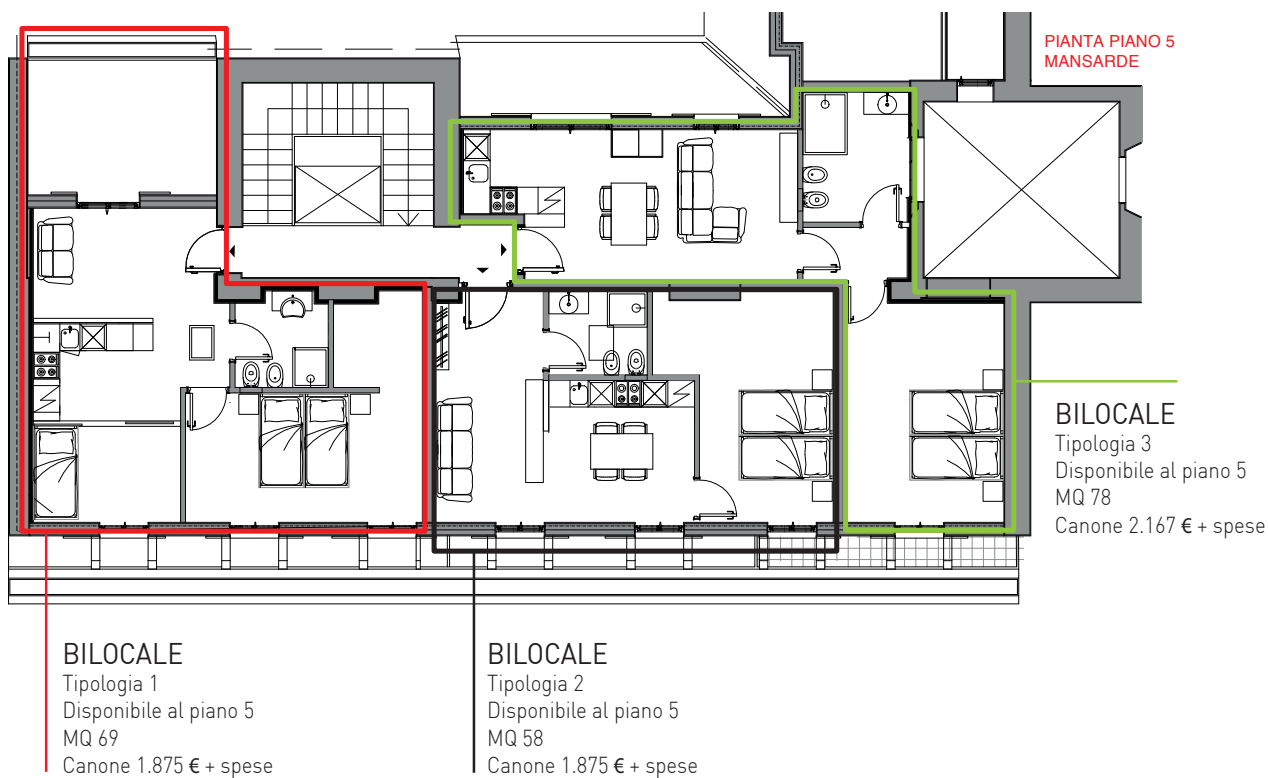 PIANTA PIANO 5
MANSARDE
BILOCALE
Tipologia 3
Disponibile al piano 5
MQ 78
Canone 2.167 € + spese
BILOCALE
Tipologia 1
Disponibile al piano 5
MQ 69
Canone 1.875 € + spese
BILOCALE
Tipologia 2
Disponibile al piano 5
MQ 58
Canone 1.875 € + spese